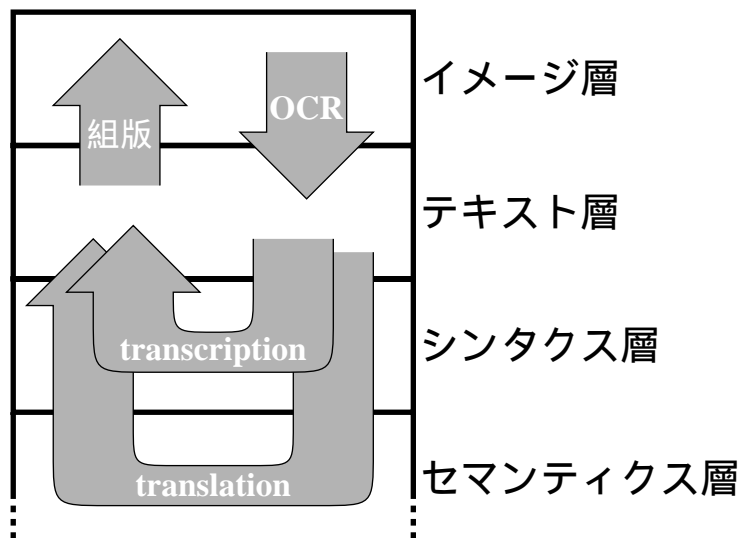 イメージ層
OCR
組版
テキスト層
シンタクス層
transcription
セマンティクス層
translation